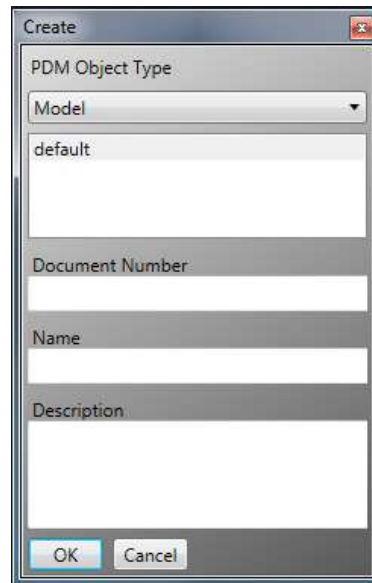 Create
PDM Object Type
Model
default
Document Number
Name
Description
OK Cancel